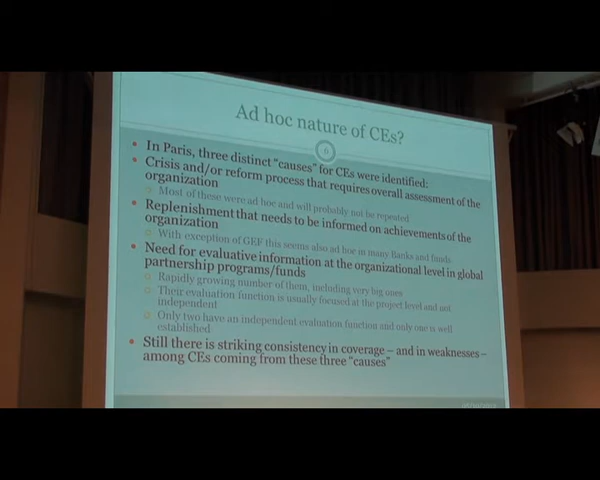 Ad hoc nature of CEs?
6
• In Paris, three distinct "causes" for CEs were identified:
• Crisis and/or reform process that requires overall assessment of the
organization
Most of these were ad hoc and will probably not be repeated
• Replenishment that needs to be informed on achievements of the
organization
With exception of GEF this seems also ad hoc in many Banks and funds
• Need for evaluative information at the organizational level in global
partnership programs/funds
Rapidly growing number of them, including very big ones
Their evaluation function is usually focused at the project level and not
independent
Only two have an independent evaluation function and only one is well
established
• Still there is striking consistency in coverage – and in weaknesses –
among CEs coming from these three "causes"